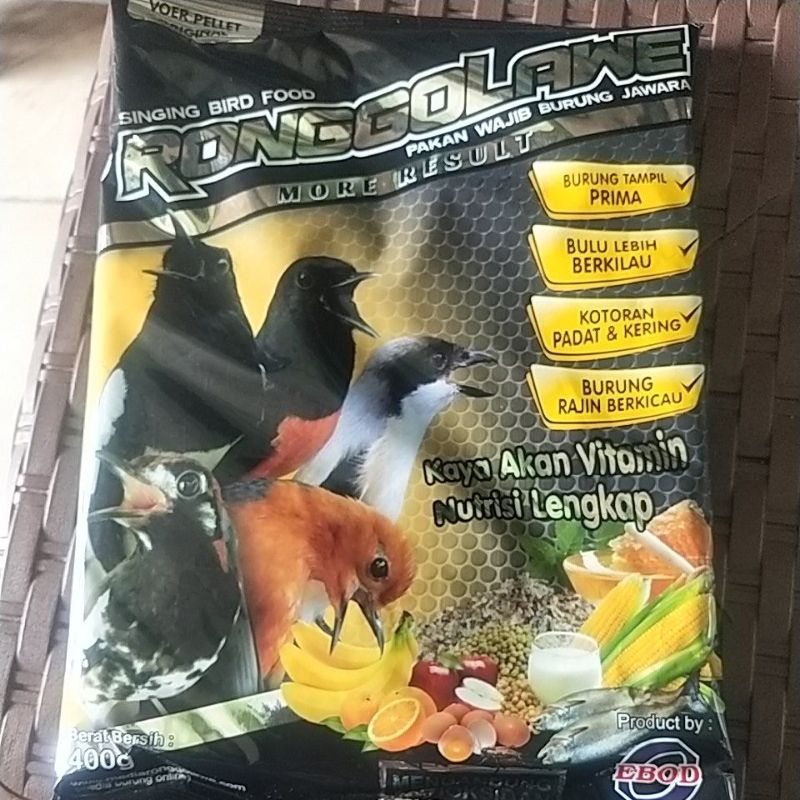 VOER PELLET
ORIGINAL
SINGING BIRD FOOD
RONGGOLAWE
PAKAN WAJIB BURUNG JAWARA
MORE RESULT
BURUNG TAMPIL
PRIMA
BULU LEBIH
BERKILAU
KOTORAN
PADAT & KERING
BURUNG
RAJIN BERKICAU
Kaya Akan Vitamin
Nutrisi Lengkap
Berat Bersih :
400g
Product by :
EBOD